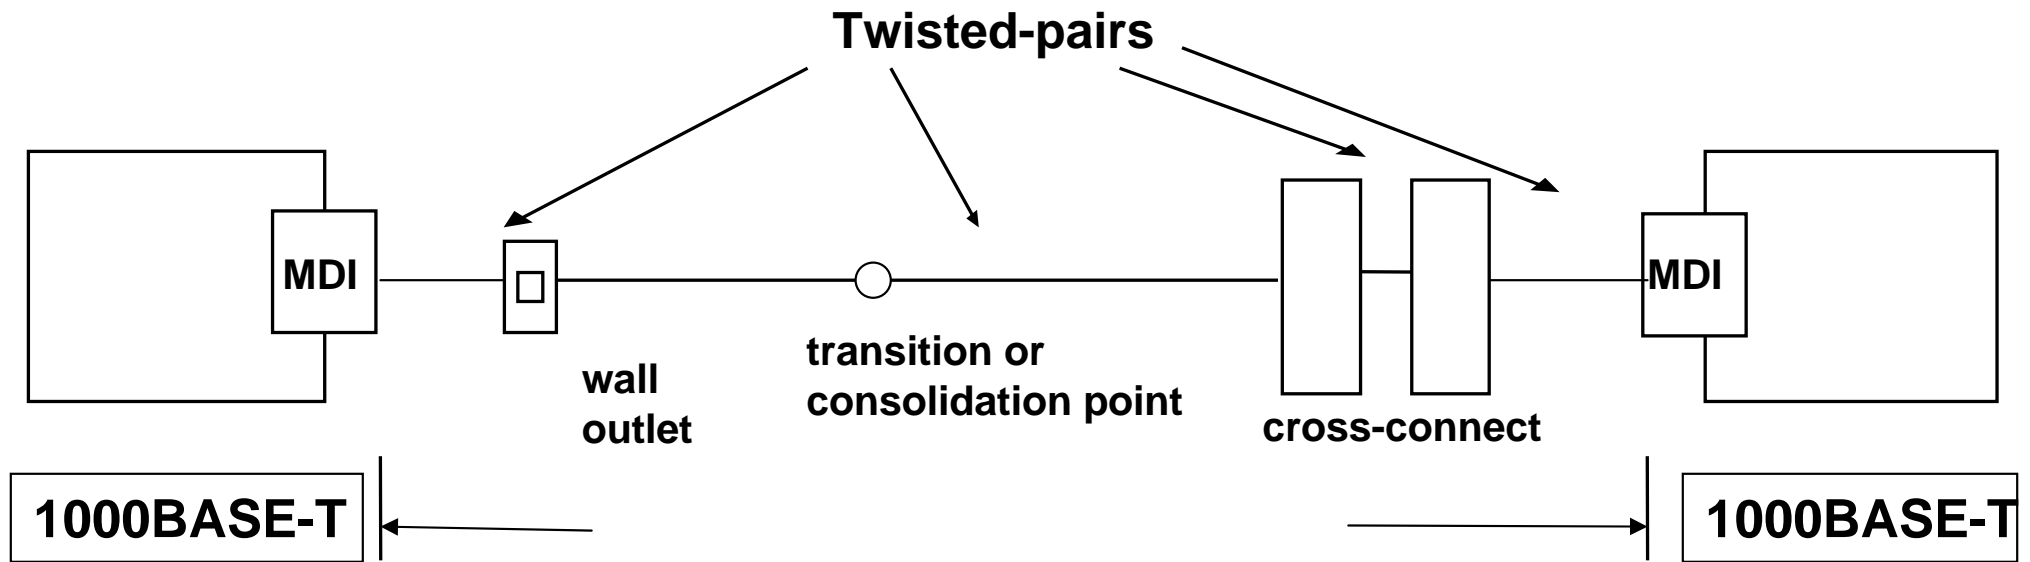 Twisted-pairs
MDI
MDI
wall
outlet
transition or
consolidation point
cross-connect
1000BASE-T
1000BASE-T